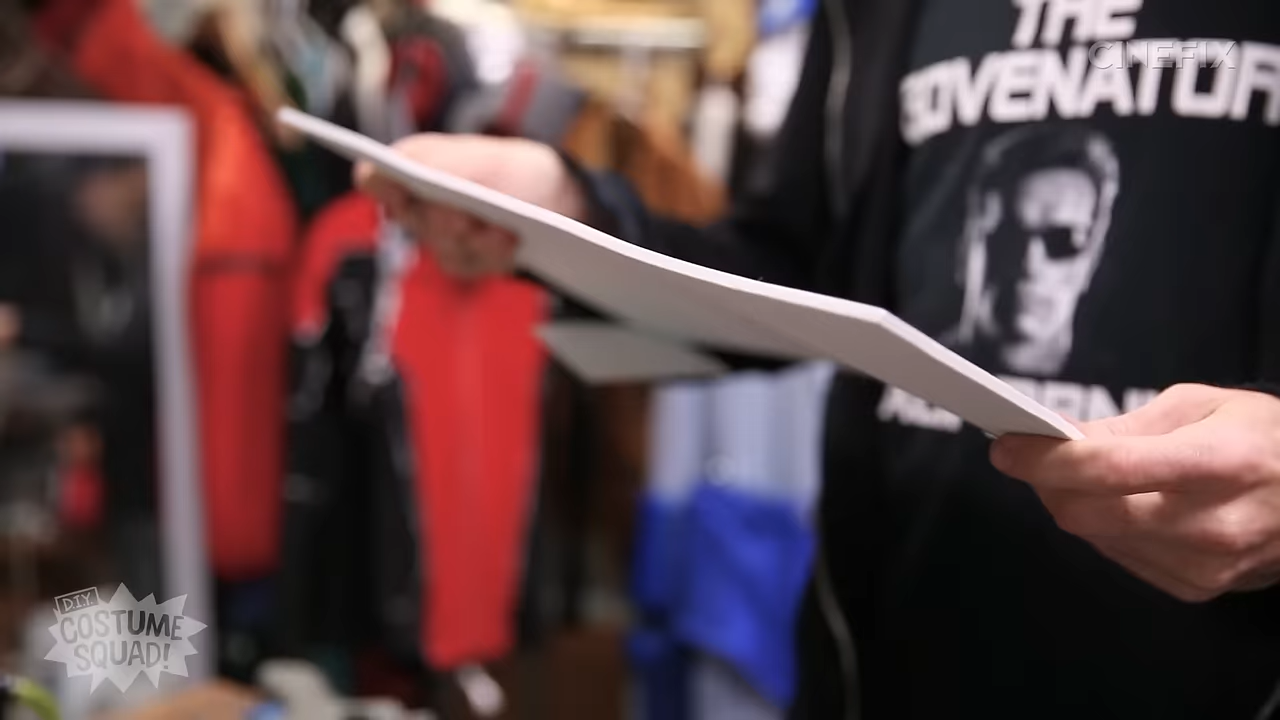 THE
GOVENATOR
CINEFIX
DIY
COSTUME
SQUAD!